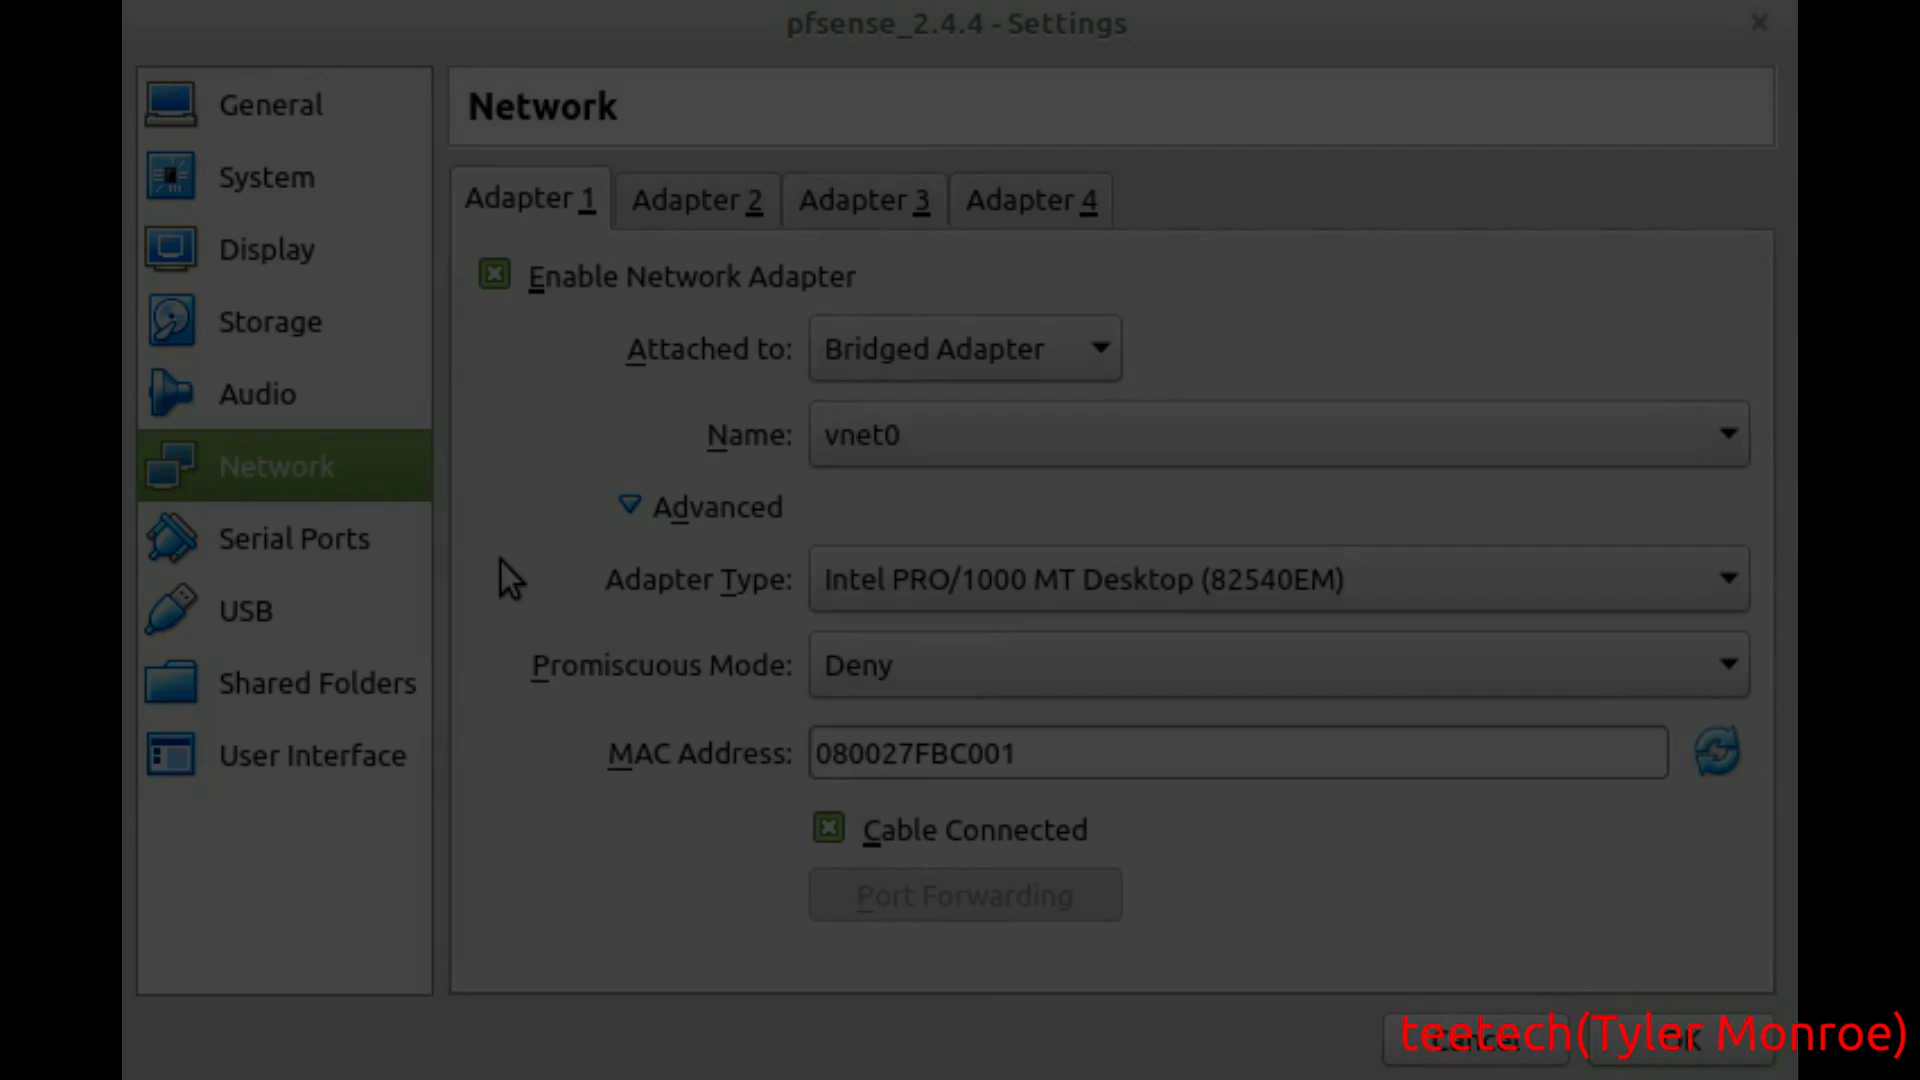 pfsense_2.4.4 - Settings
General
System
Display
Storage
Audio
Network
Serial Ports
USB
Shared Folders
User Interface
Network
Adapter 1
Adapter 2
Adapter 3
Adapter 4
Enable Network Adapter
Attached to: Bridged Adapter
Name: vnet0
Advanced
Adapter Type: Intel PRO/1000 MT Desktop (82540EM)
Promiscuous Mode: Deny
MAC Address: 080027FBC001
Cable Connected
Port Forwarding
Cancel
OK
teetech(Tyler Monroe)